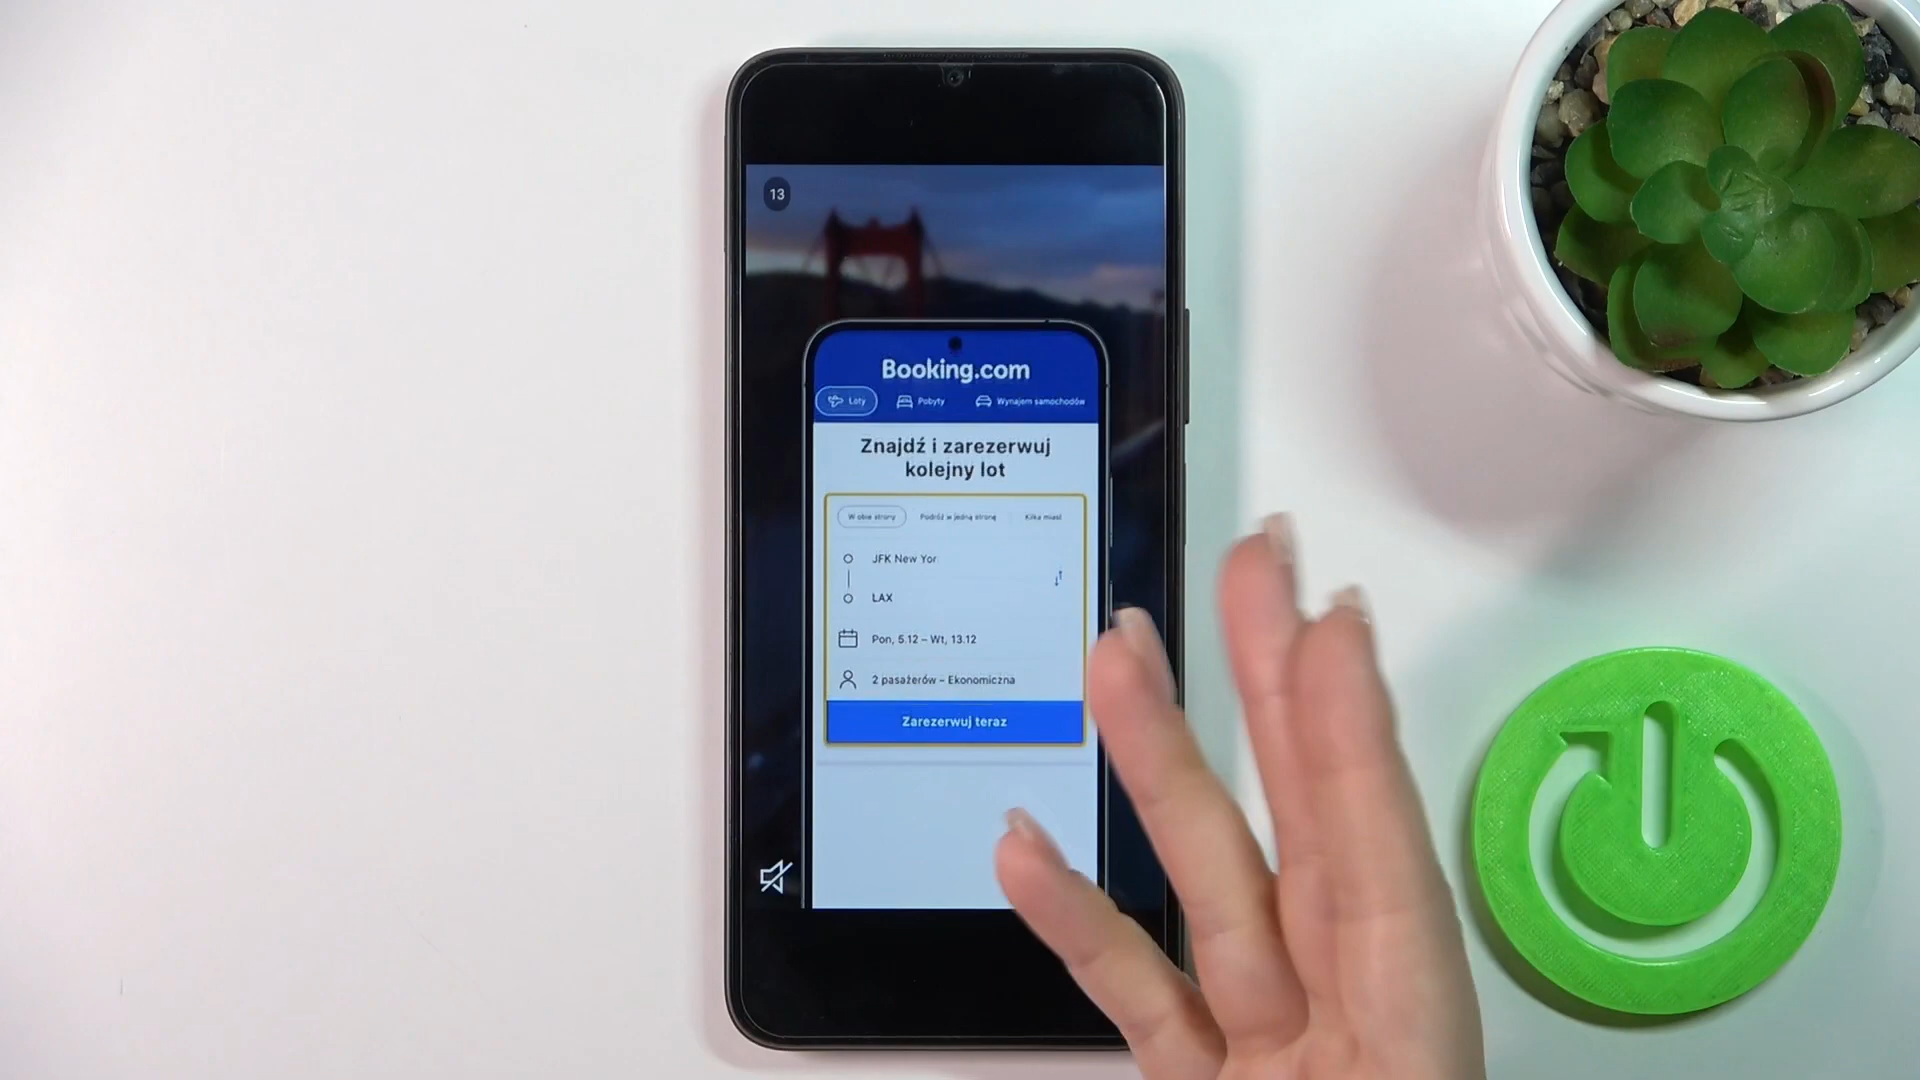 13
Booking.com
Loty
Pobyty
Wynajem samochodów
Znajdź i zarezerwuj
kolejny lot
W obie strony
Podróż w jedną stronę
Kilka miast
JFK New Yor
LAX
Pon, 5.12 – Wt, 13.12
2 pasażerów – Ekonomiczna
Zarezerwuj teraz